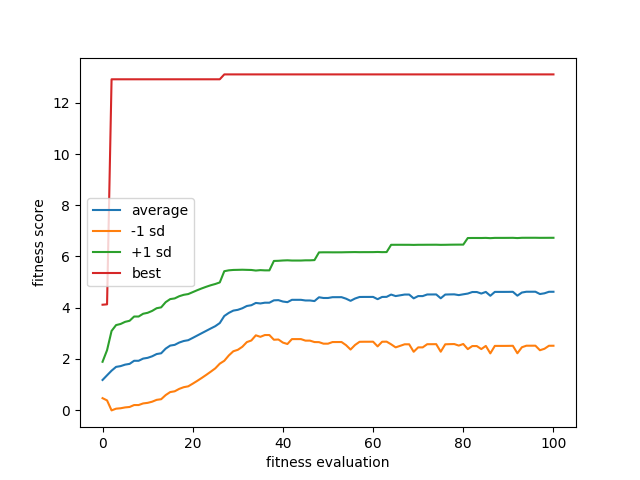 12
10
8
6
4
2
0
fitness score
average
-1 sd
+1 sd
best
0 20 40 60 80 100
fitness evaluation